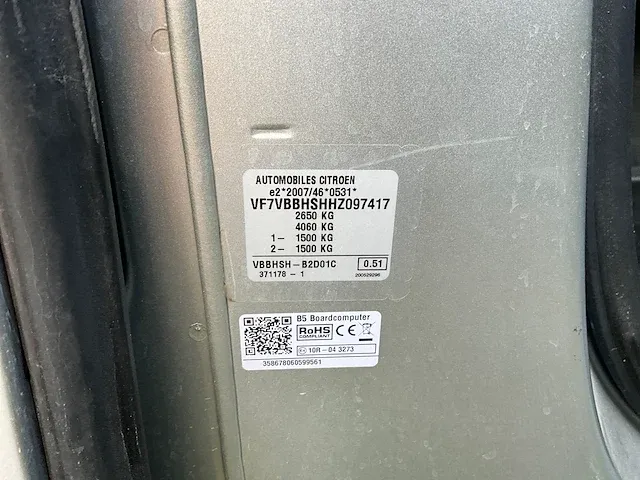 AUTOMOBILES CITROEN
e2*2007/46*0531*
VF7VBBHSHHZ097417
2650 KG
4060 KG
1- 1500 KG
2- 1500 KG
VBBHSH-B2D01C 0.51
371178-1 200529296
B5 Boardcomputer
RoHS
COMPLIANT
CE
10R-04 3273
358678060599561